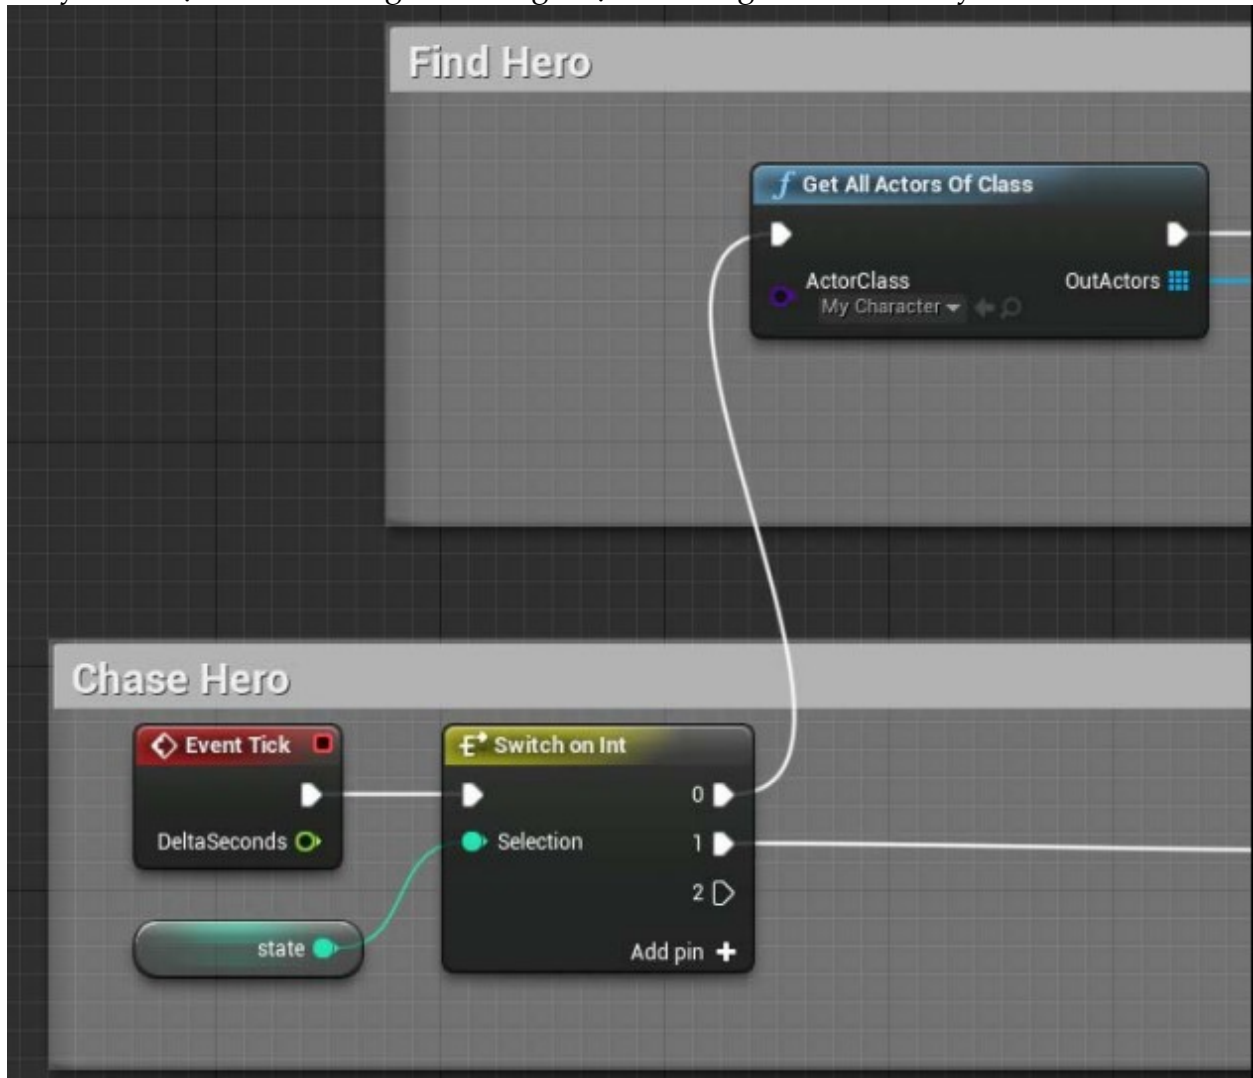 Find Hero
f Get All Actors Of Class
ActorClass
OutActors
My Character
Chase Hero
Event Tick
Switch on Int
0
DeltaSeconds
Selection
1
2
state
Add pin